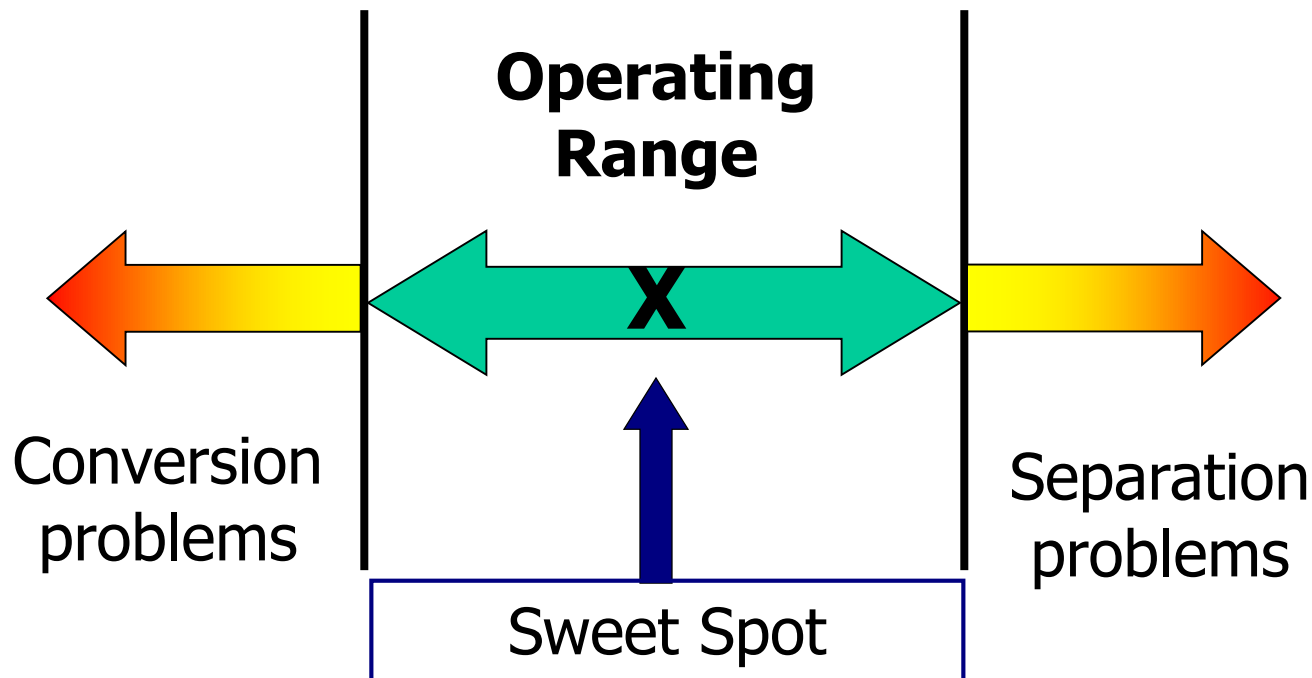 Operating
Range
X
Conversion
problems
Separation
problems
Sweet Spot